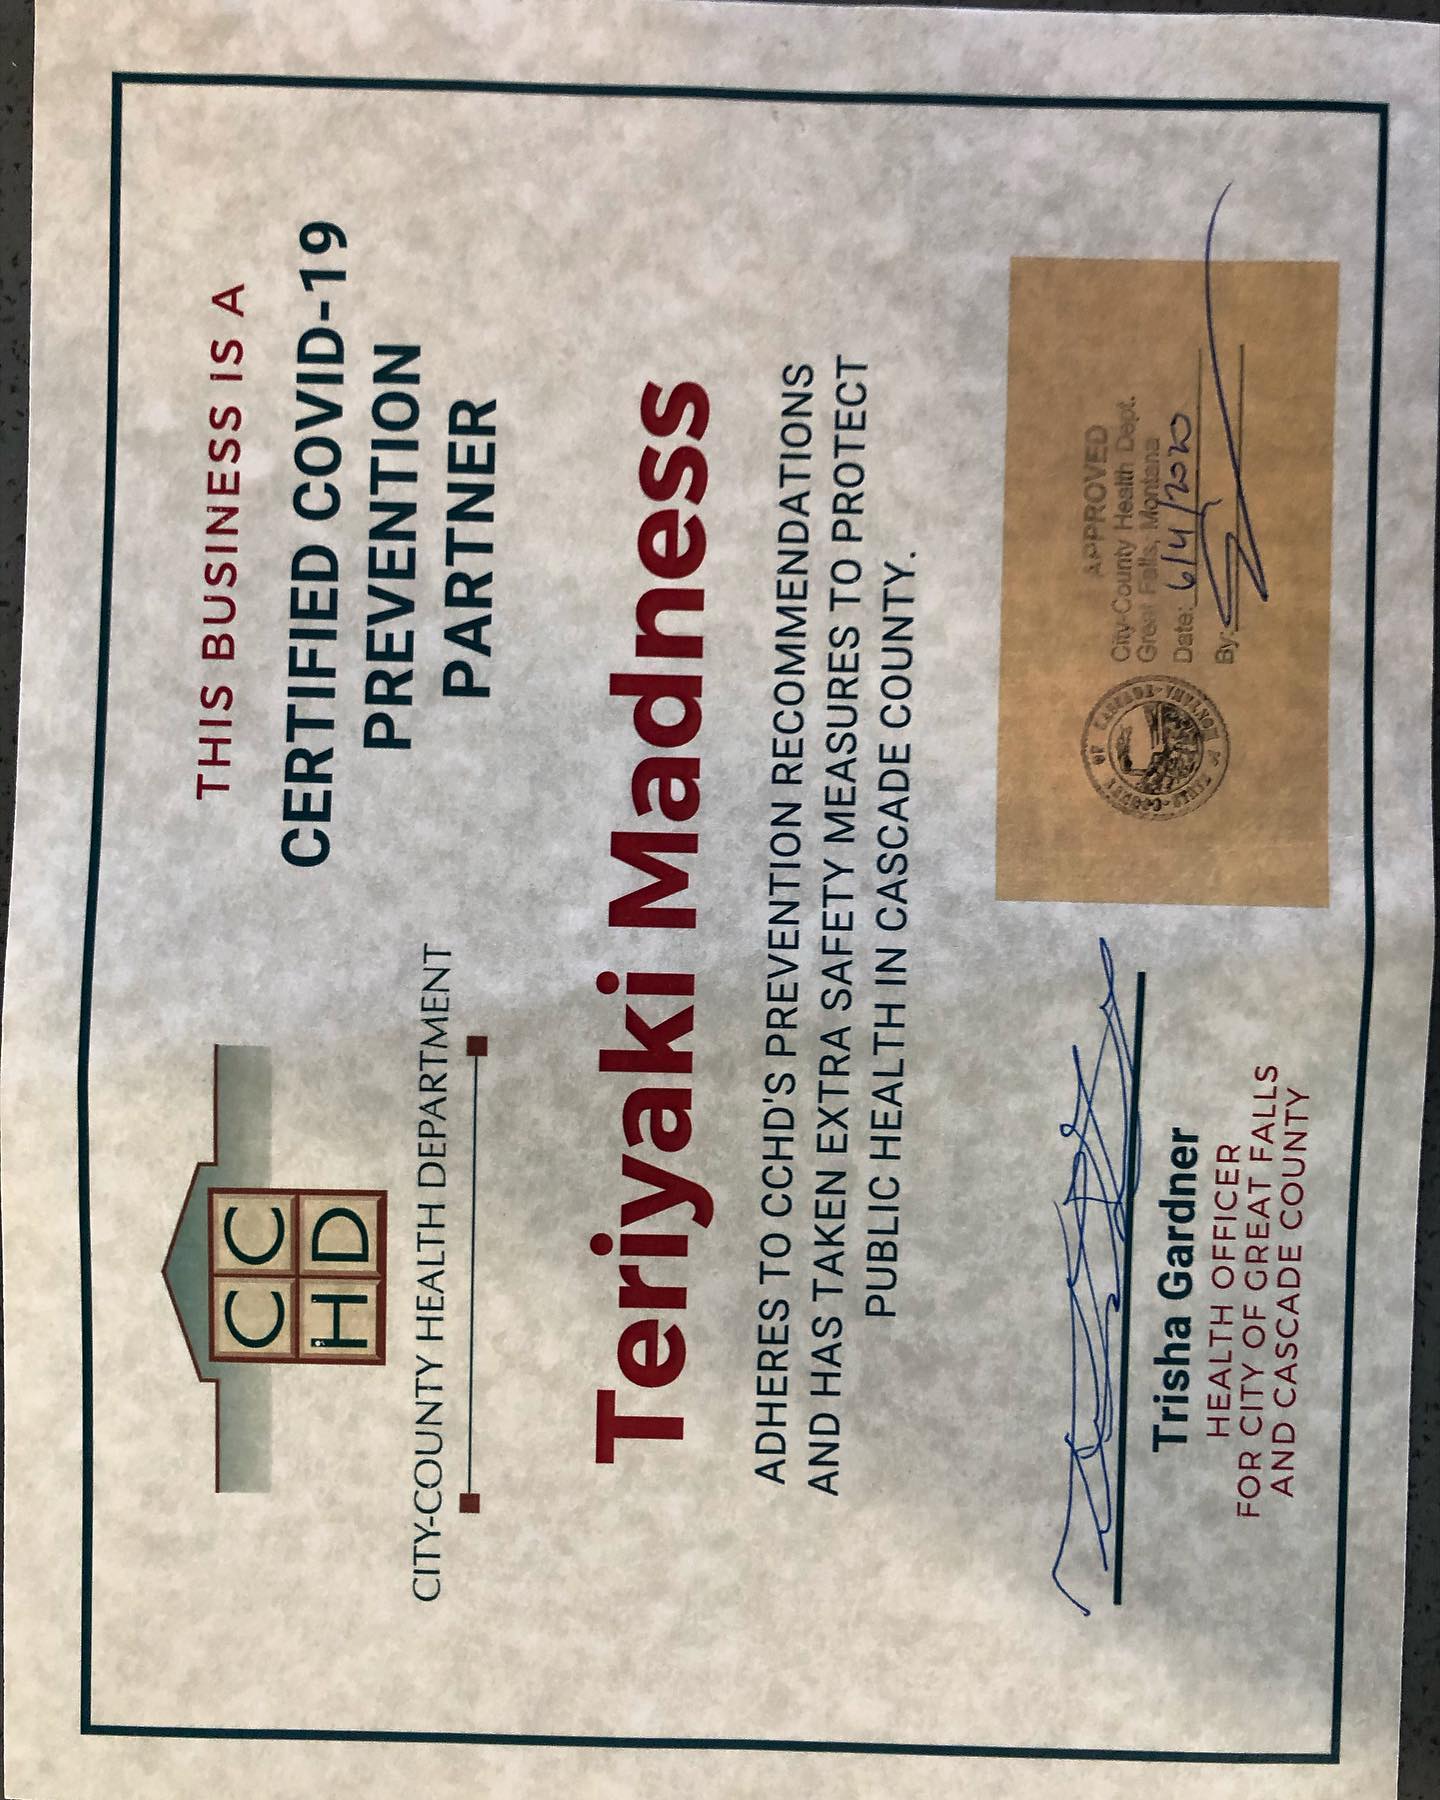 CC
HD
CITY-COUNTY HEALTH DEPARTMENT
THIS BUSINESS IS A
CERTIFIED COVID-19
PREVENTION
PARTNER
Teriyaki Madness
ADHERES TO CCHD'S PREVENTION RECOMMENDATIONS
AND HAS TAKEN EXTRA SAFETY MEASURES TO PROTECT
PUBLIC HEALTH IN CASCADE COUNTY.
Trisha Gardner
HEALTH OFFICER
FOR CITY OF GREAT FALLS
AND CASCADE COUNTY
APPROVED
City-County Health Dept.
Great Falls, Montana
Date: 6/4/2020
By: